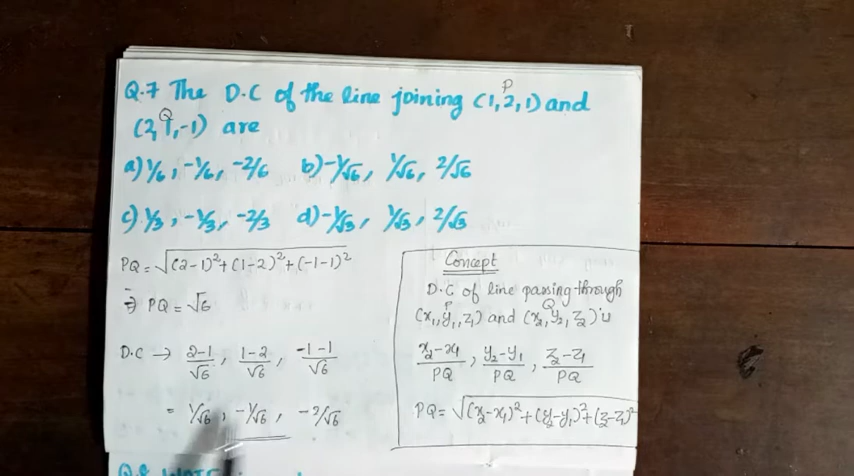 Q.7 The D.C of the line joining (1,2,1) and
P
(2,1,-1) are
Q
a) 1/6, -1/6, -2/6 b) -1/√6, 1/√6, 2/√6
c) 1/3, -1/3, -2/3 d) -1/√3, 1/√3, 2/√3
PQ = √(2-1)²+(1-2)²+(-1-1)²
⇒ PQ = √6
D.C → 2-1/√6, 1-2/√6, -1-1/√6
= 1/√6, -1/√6, -2/√6
Concept
D.C of line passing through
P Q
(x₁,y₁,z₁) and (x₂,y₂,z₂) is
x₂-x₁/PQ, y₂-y₁/PQ, z₂-z₁/PQ
PQ = √(x₂-x₁)²+(y₂-y₁)²+(z₂-z₁)²
Q.8